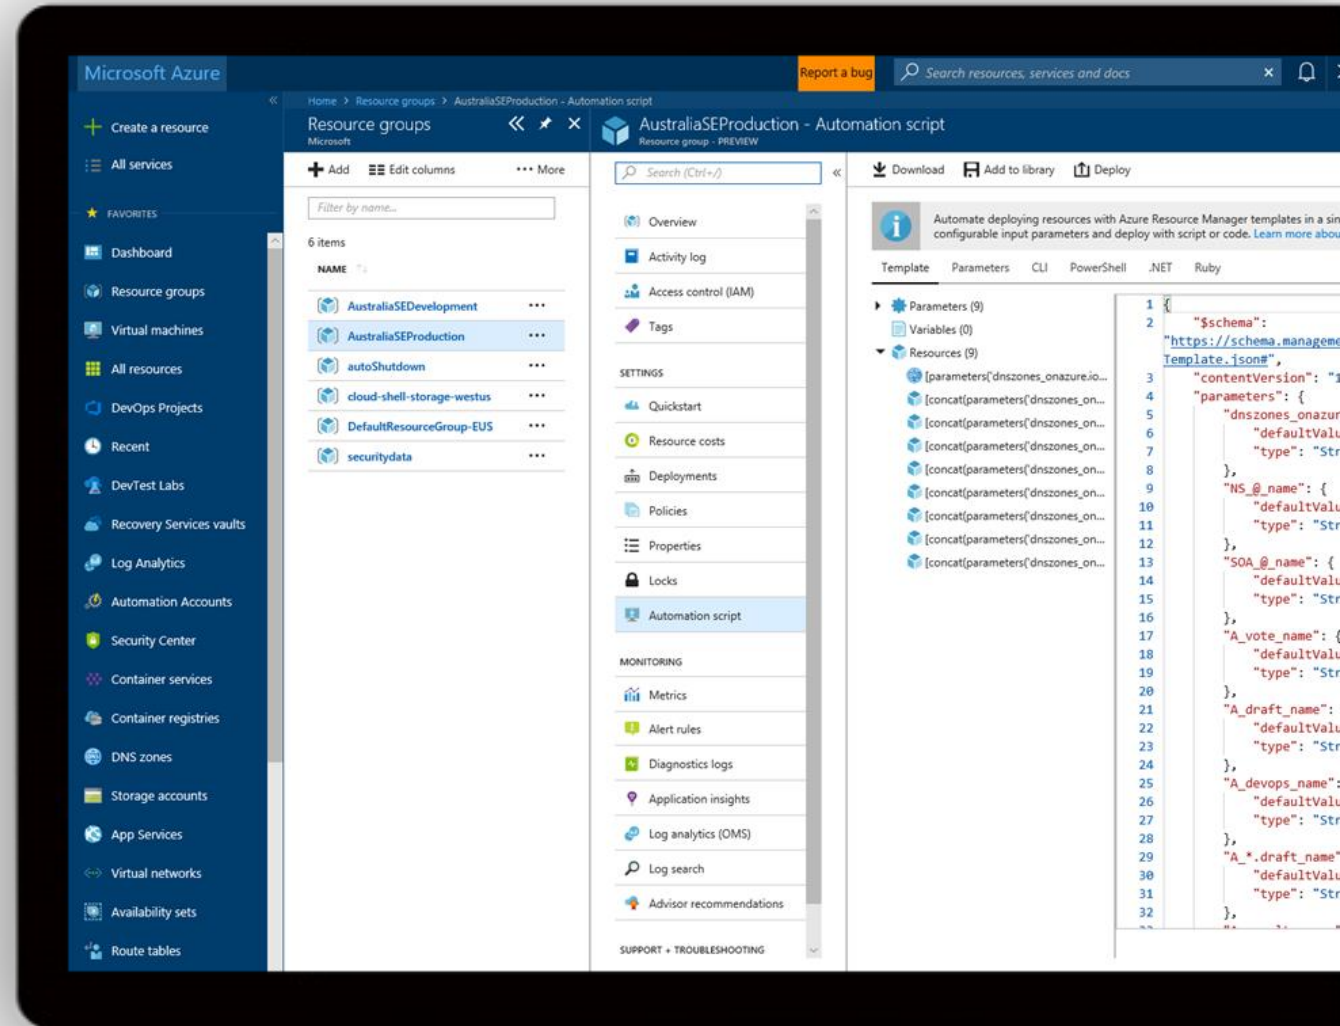 Microsoft Azure
Report a bug
Search resources, services and docs
Home > Resource groups > AustraliaSEProduction - Automation script
Create a resource
All services
FAVORITES
Dashboard
Resource groups
Virtual machines
All resources
DevOps Projects
Recent
DevTest Labs
Recovery Services vaults
Log Analytics
Automation Accounts
Security Center
Container services
Container registries
DNS zones
Storage accounts
App Services
Virtual networks
Availability sets
Route tables
Resource groups
Microsoft
Add Edit columns ••• More
Filter by name...
6 items
NAME
AustraliaSEDevelopment
AustraliaSEProduction
autoShutdown
cloud-shell-storage-westus
DefaultResourceGroup-EUS
securitydata
AustraliaSEProduction - Automation script
Resource group - PREVIEW
Search (Ctrl+/)
Overview
Activity log
Access control (IAM)
Tags
SETTINGS
Quickstart
Resource costs
Deployments
Policies
Properties
Locks
Automation script
MONITORING
Metrics
Alert rules
Diagnostics logs
Application insights
Log analytics (OMS)
Log search
Advisor recommendations
SUPPORT + TROUBLESHOOTING
Download Add to library Deploy
Automate deploying resources with Azure Resource Manager templates in a sin
configurable input parameters and deploy with script or code. Learn more abou
Template Parameters CLI PowerShell .NET Ruby
Parameters (9)
Variables (0)
Resources (9)
[parameters('dnszones_onazure.io...
[concat(parameters('dnszones_on...
[concat(parameters('dnszones_on...
[concat(parameters('dnszones_on...
[concat(parameters('dnszones_on...
[concat(parameters('dnszones_on...
[concat(parameters('dnszones_on...
[concat(parameters('dnszones_on...
[concat(parameters('dnszones_on...
1 {
2 "$schema":
"https://schema.manageme
Template.json#",
3 "contentVersion": "1
4 "parameters": {
5 "dnszones_onazur
6 "defaultValu
7 "type": "Str
8 },
9 "NS_@_name": {
10 "defaultValu
11 "type": "Str
12 },
13 "SOA_@_name": {
14 "defaultValu
15 "type": "Str
16 },
17 "A_vote_name": {
18 "defaultValu
19 "type": "Str
20 },
21 "A_draft_name":
22 "defaultValu
23 "type": "Str
24 },
25 "A_devops_name":
26 "defaultValu
27 "type": "Str
28 },
29 "A_*.draft_name"
30 "defaultValu
31 "type": "Str
32 },